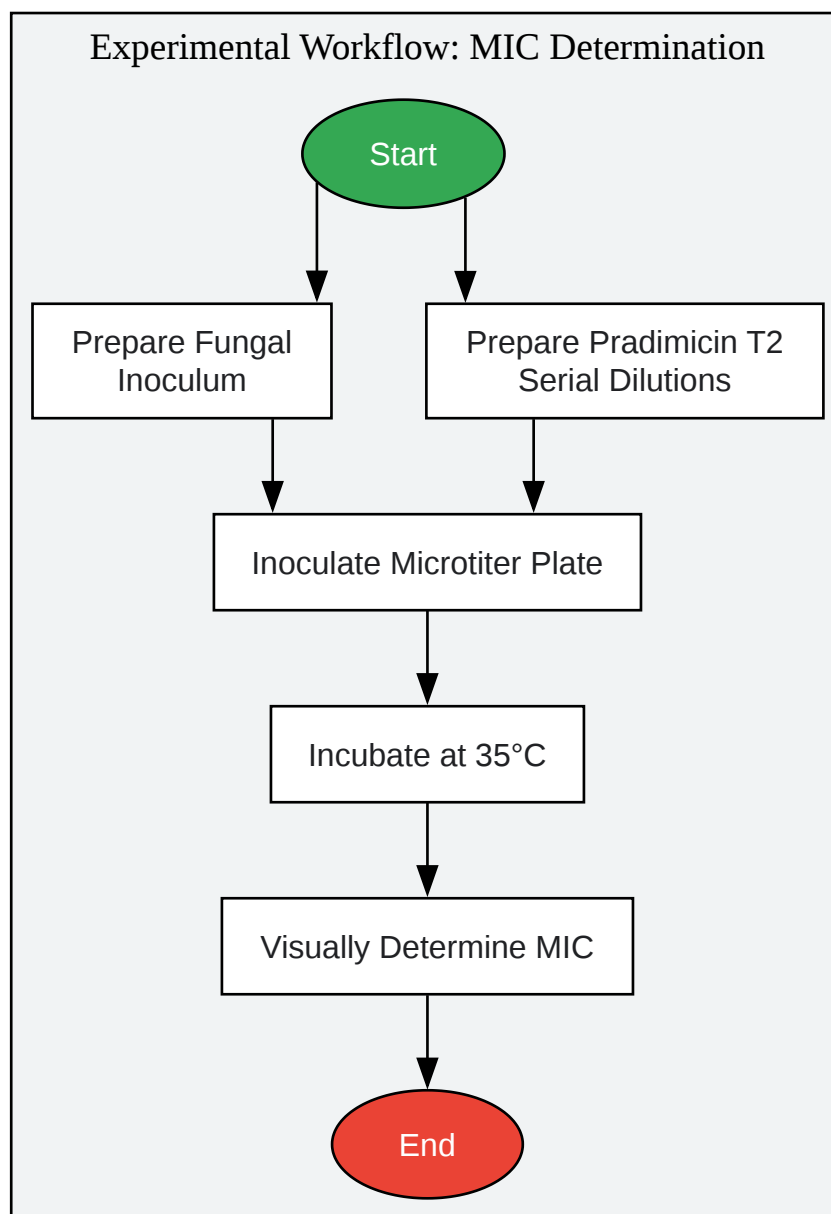 Experimental Workflow: MIC Determination
Start
Prepare Fungal
Inoculum
Prepare Pradimicin T2
Serial Dilutions
Inoculate Microtiter Plate
Incubate at 35°C
Visually Determine MIC
End